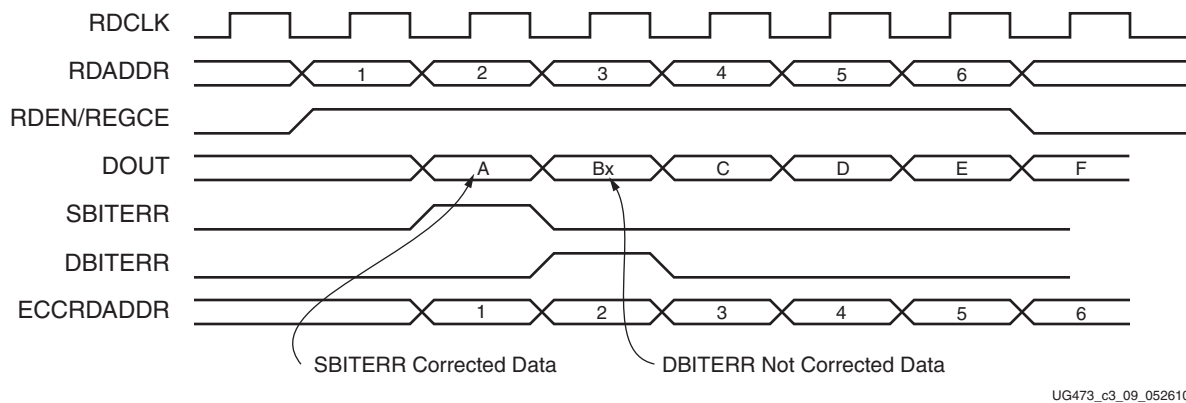 RDCLK
RDADDR 1 2 3 4 5 6
RDEN/REGCE
DOUT A Bx C D E F
SBITERR
DBITERR
ECCRDADDR 1 2 3 4 5 6
SBITERR Corrected Data DBITERR Not Corrected Data
UG473_c3_09_052610